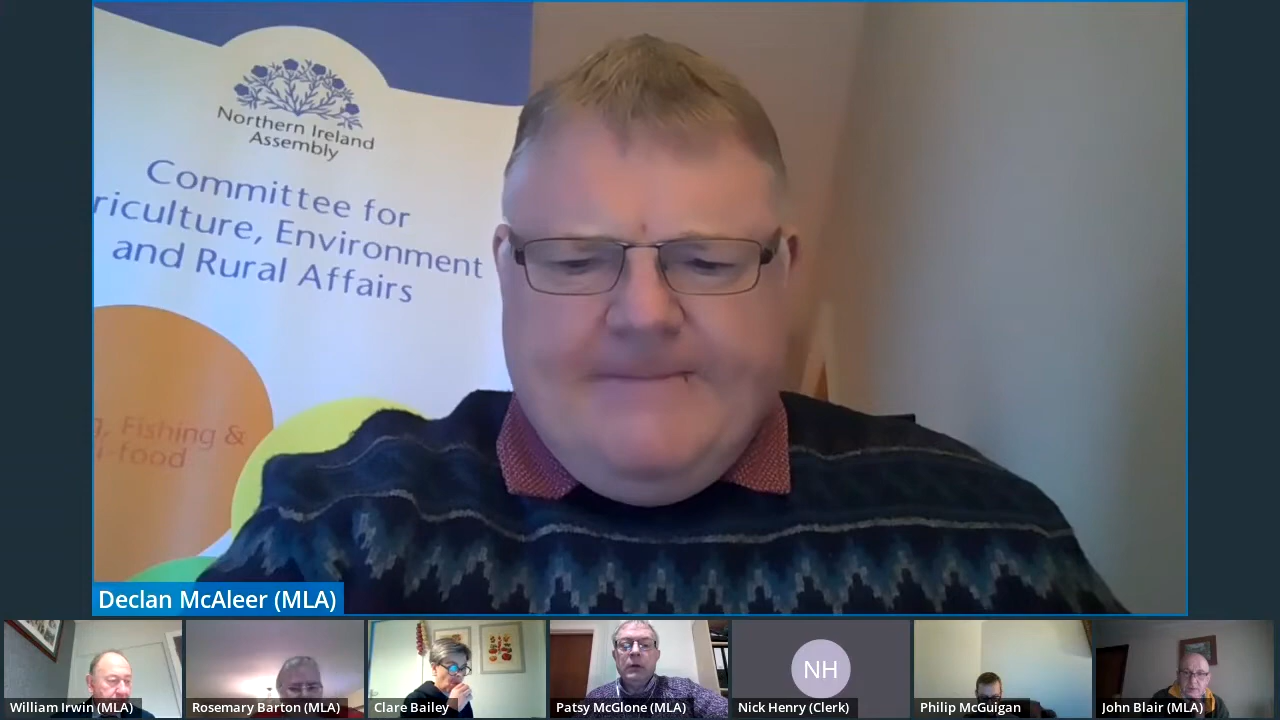 Northern Ireland
Assembly
Committee for
riculture, Environment
and Rural Affairs
g, Fishing &
i-food
Declan McAleer (MLA)
William Irwin (MLA)
Rosemary Barton (MLA)
Clare Bailey
Patsy McGlone (MLA)
NH
Nick Henry (Clerk)
Philip McGuigan
John Blair (MLA)